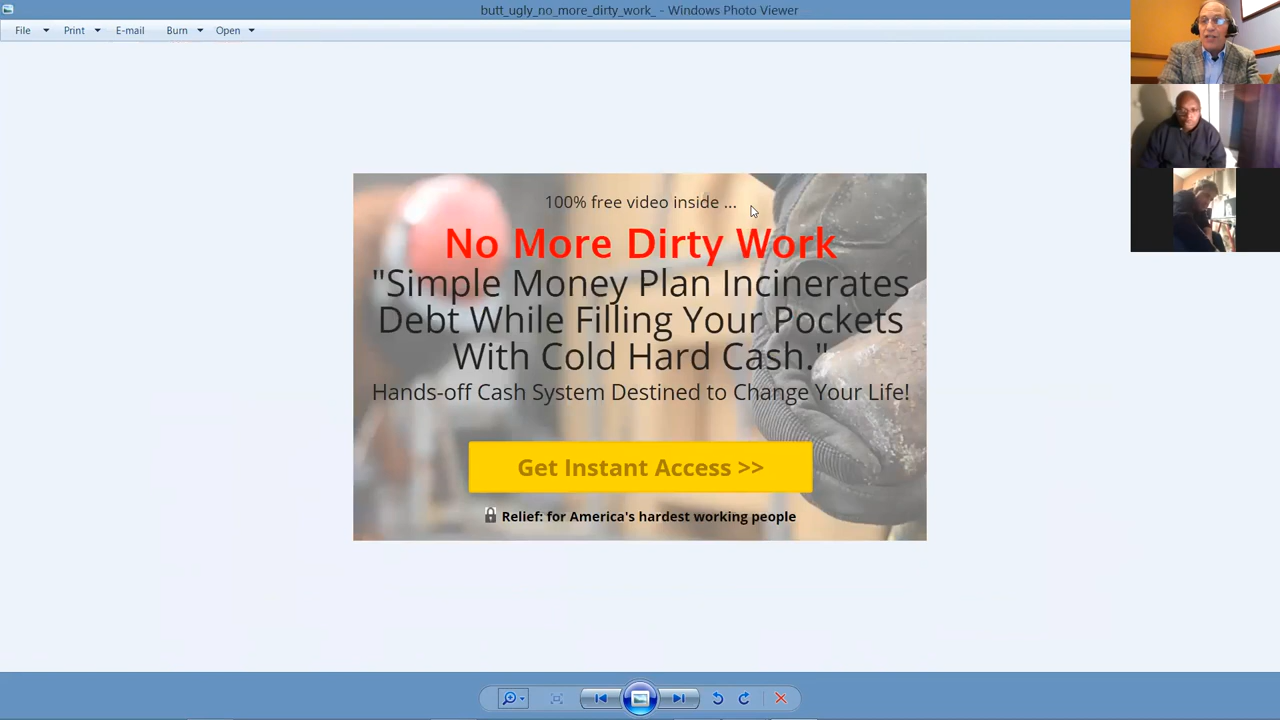 butt_ugly_no_more_dirty_work_ - Windows Photo Viewer
File Print E-mail Burn Open
100% free video inside ...
No More Dirty Work
"Simple Money Plan Incinerates
Debt While Filling Your Pockets
With Cold Hard Cash."
Hands-off Cash System Destined to Change Your Life!
Get Instant Access >>
Relief: for America's hardest working people